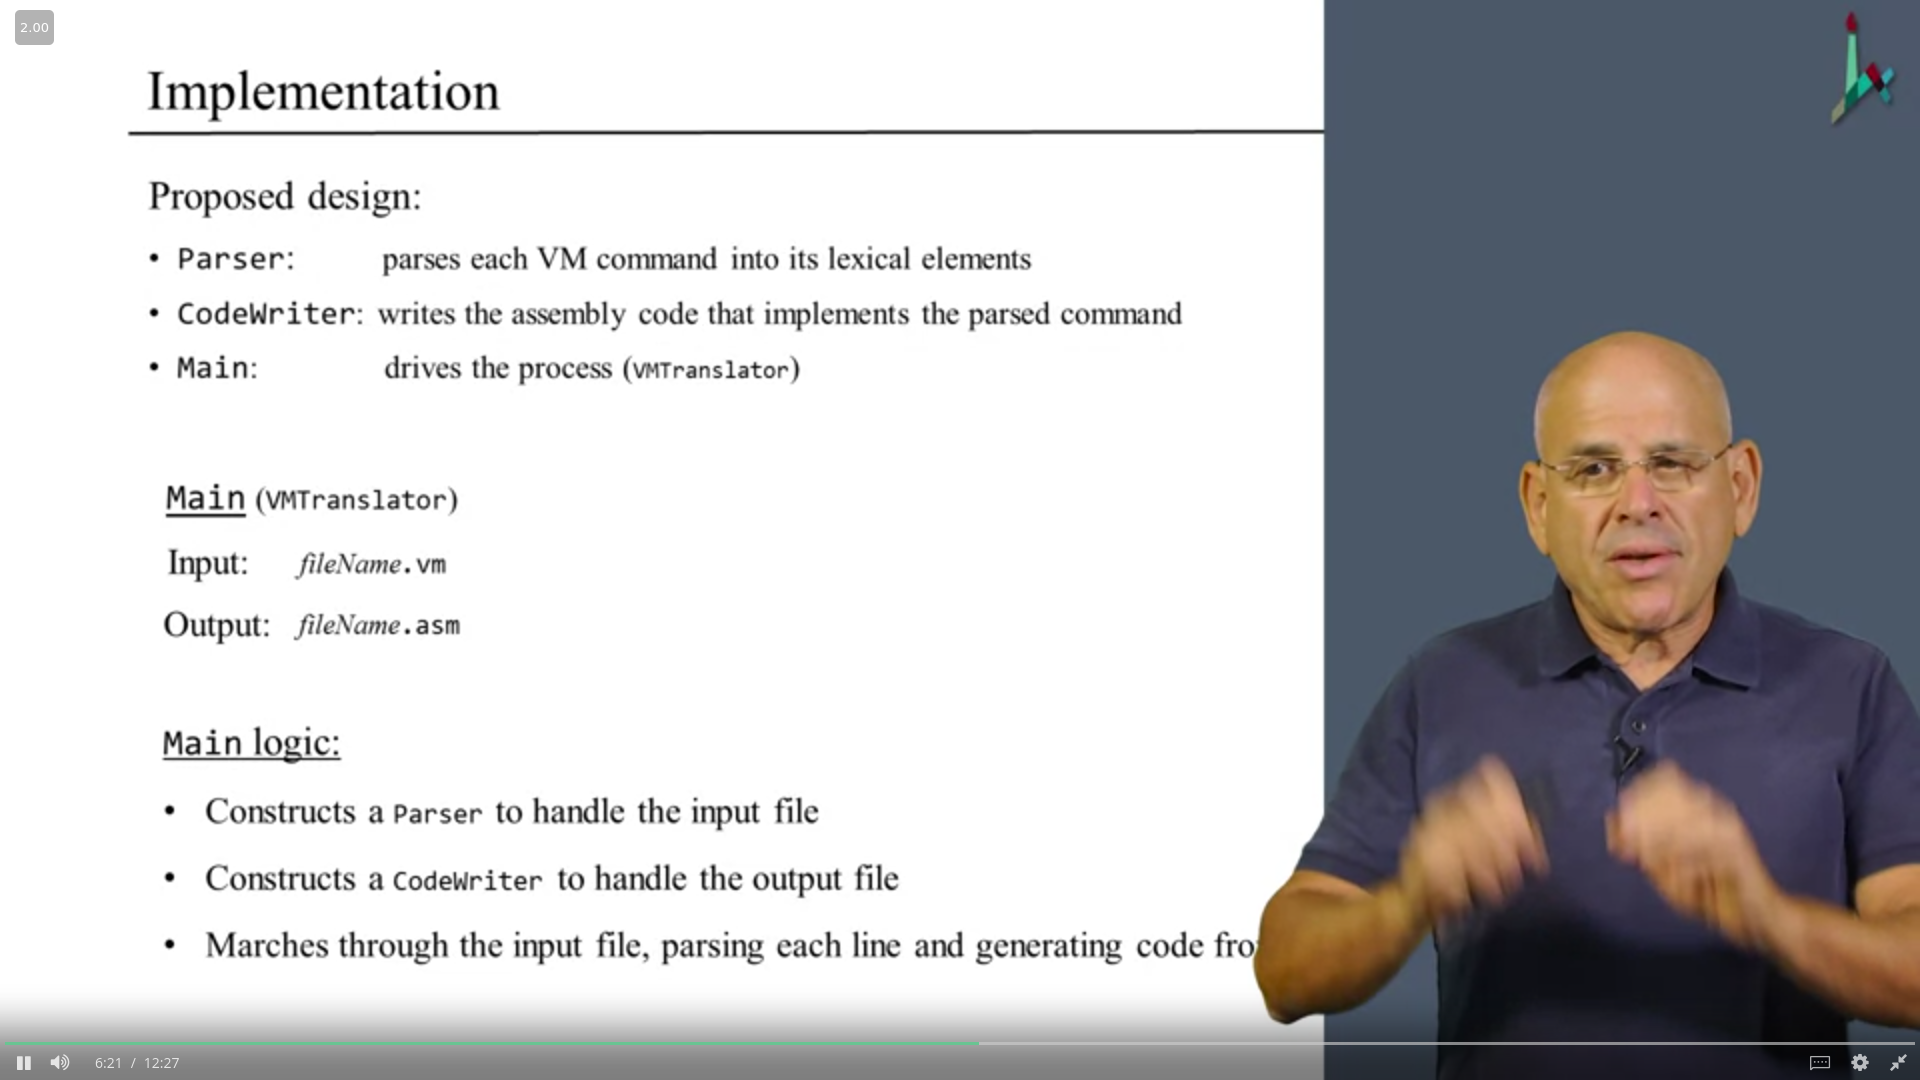 2.00
Implementation
Proposed design:
• Parser: parses each VM command into its lexical elements
• CodeWriter: writes the assembly code that implements the parsed command
• Main: drives the process (VMTranslator)
Main (VMTranslator)
Input: fileName.vm
Output: fileName.asm
Main logic:
• Constructs a Parser to handle the input file
• Constructs a CodeWriter to handle the output file
• Marches through the input file, parsing each line and generating code
6:21 / 12:27